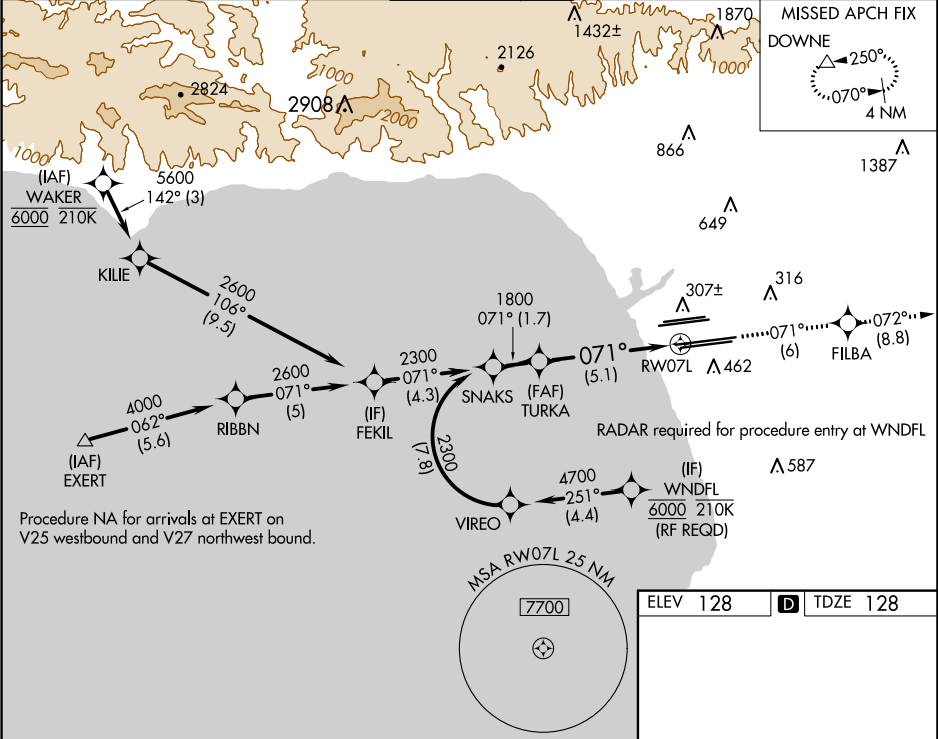 MISSED APCH FIX
DOWNE
250°
070°
4 NM
1870
1432±
2126
1000
1000
2824
2908
2000
1000
866
1387
649
(IAF)
WAKER
6000 210K
5600
142° (3)
KILIE
2600
106°
(9.5)
307±
316
1800
071° (1.7)
071°
(6)
072°
(8.8)
FILBA
RW07L
462
2300
071°
(4.3)
SNAKS
071°
(5.1)
(FAF)
TURKA
2600
071°
(5)
(IF)
FEKIL
4000
062°
(5.6)
RIBBN
(IAF)
EXERT
2300
(7.8)
RADAR required for procedure entry at WNDFL
587
4700
251°
(4.4)
(IF)
WNDFL
6000 210K
(RF REQD)
VIREO
Procedure NA for arrivals at EXERT on
V25 westbound and V27 northwest bound.
MSA RW07L 25 NM
7700
ELEV 128 D TDZE 128